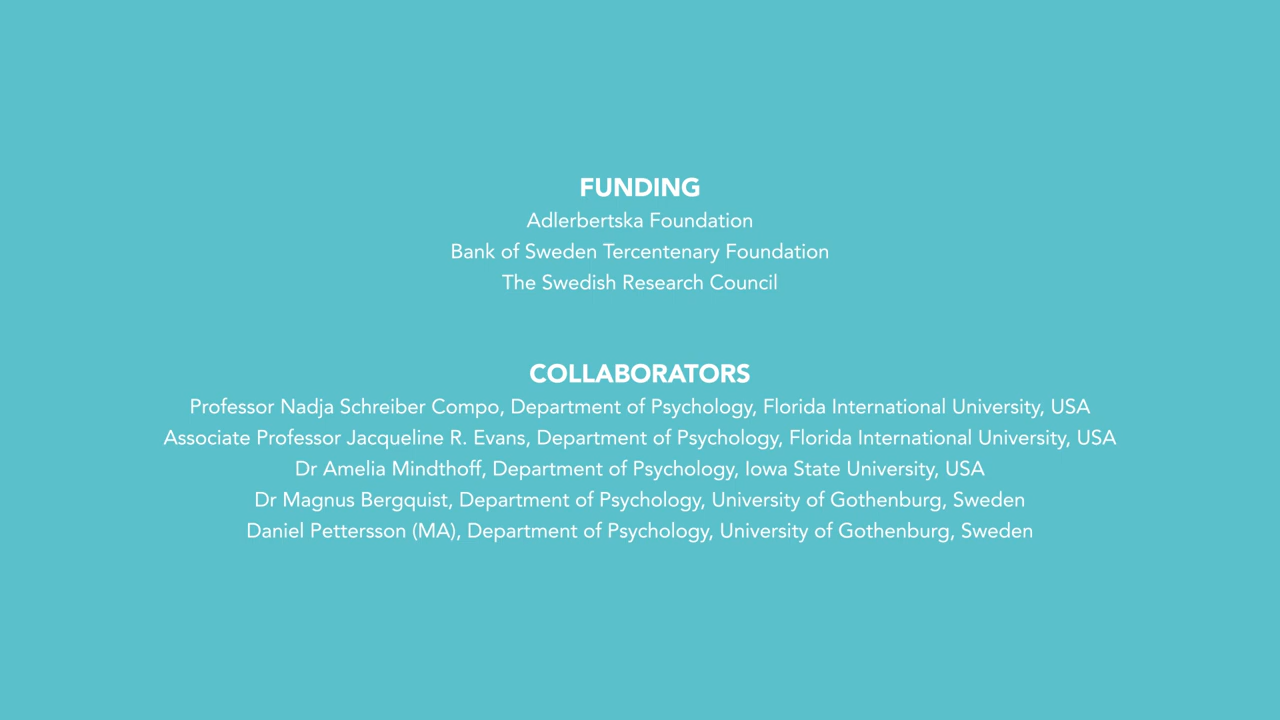 FUNDING
Adlerbertska Foundation
Bank of Sweden Tercentenary Foundation
The Swedish Research Council
COLLABORATORS
Professor Nadja Schreiber Compo, Department of Psychology, Florida International University, USA
Associate Professor Jacqueline R. Evans, Department of Psychology, Florida International University, USA
Dr Amelia Mindthoff, Department of Psychology, Iowa State University, USA
Dr Magnus Bergquist, Department of Psychology, University of Gothenburg, Sweden
Daniel Pettersson (MA), Department of Psychology, University of Gothenburg, Sweden